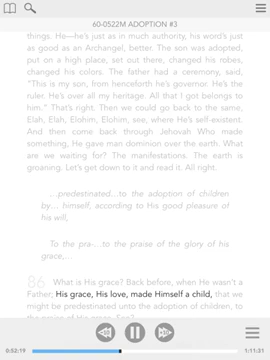 60-0522M ADOPTION #3
things. He—he's just as in much authority, his word's just
as good as an Archangel, better. The son was adopted,
put on a high place, set out there, changed his robes,
changed his colors. The father had a ceremony, said,
"This is my son, from henceforth he's governor. He's the
ruler. He's over all my heritage. All that I got belongs to
him." That's right. Then we could go back to the same,
Elah, Elah, Elohim, Elohim, see, where He's self-existent.
And then come back through Jehovah Who made
something, He gave man dominion over the earth. What
are we waiting for? The manifestations. The earth is
groaning. Let's get down to it and read it. All right.
…predestinated…to the adoption of children
by… himself, according to His good pleasure of
his will,
To the pra-…to the praise of the glory of his
grace,…
86 What is His grace? Back before, when He wasn't a
Father; His grace, His love, made Himself a child, that we
might be predestinated unto the adoption of children, to
the praise of His grace. See?
0:52:19
1:11:21